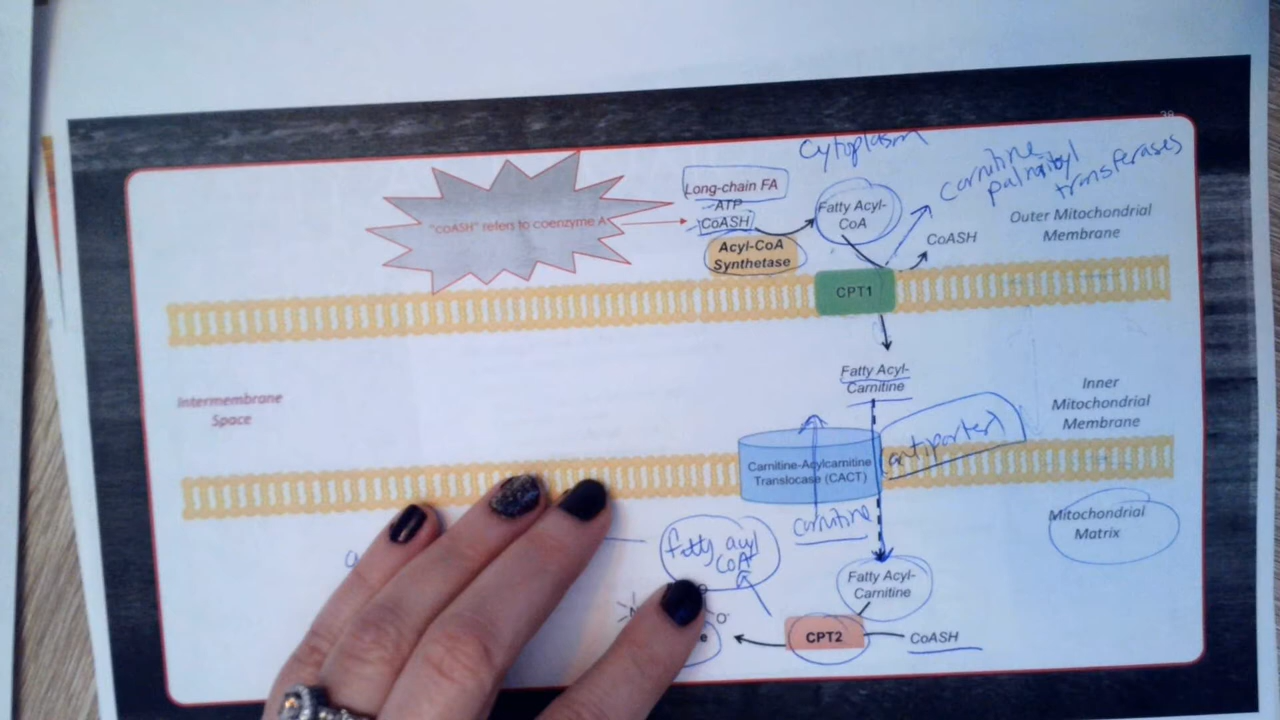 38
Cytoplasm
carnitine
palmityl
transferases
Long-chain FA
ATP
CoASH
"coASH" refers to coenzyme A
Fatty Acyl-
CoA
CoASH
Outer Mitochondrial
Membrane
Acyl-CoA
Synthetase
CPT1
Fatty Acyl-
Carnitine
Intermembrane
Space
Inner
Mitochondrial
Membrane
antiporter
Carnitine-Acylcarnitine
Translocase (CACT)
carnitine
Mitochondrial
Matrix
fatty acyl
CoA
Fatty Acyl-
Carnitine
O⁻
CPT2
CoASH